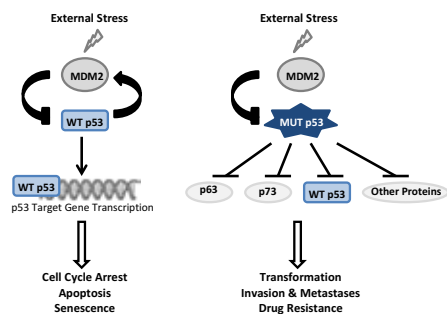 External Stress
MDM2
WT p53
WT p53
p53 Target Gene Transcription
Cell Cycle Arrest
Apoptosis
Senescence
External Stress
MDM2
MUT p53
p63
p73
WT p53
Other Proteins
Transformation
Invasion & Metastases
Drug Resistance